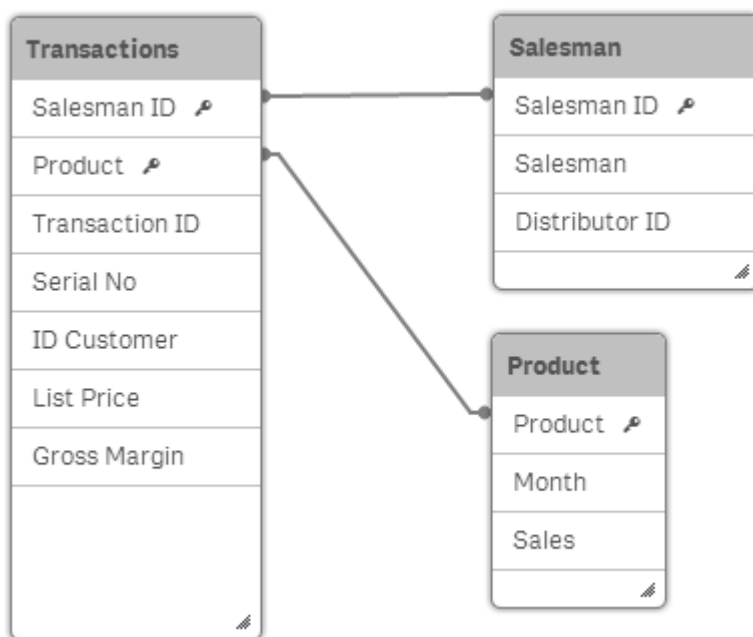 Transactions
Salesman ID
Product
Transaction ID
Serial No
ID Customer
List Price
Gross Margin
Salesman
Salesman ID
Salesman
Distributor ID
Product
Product
Month
Sales